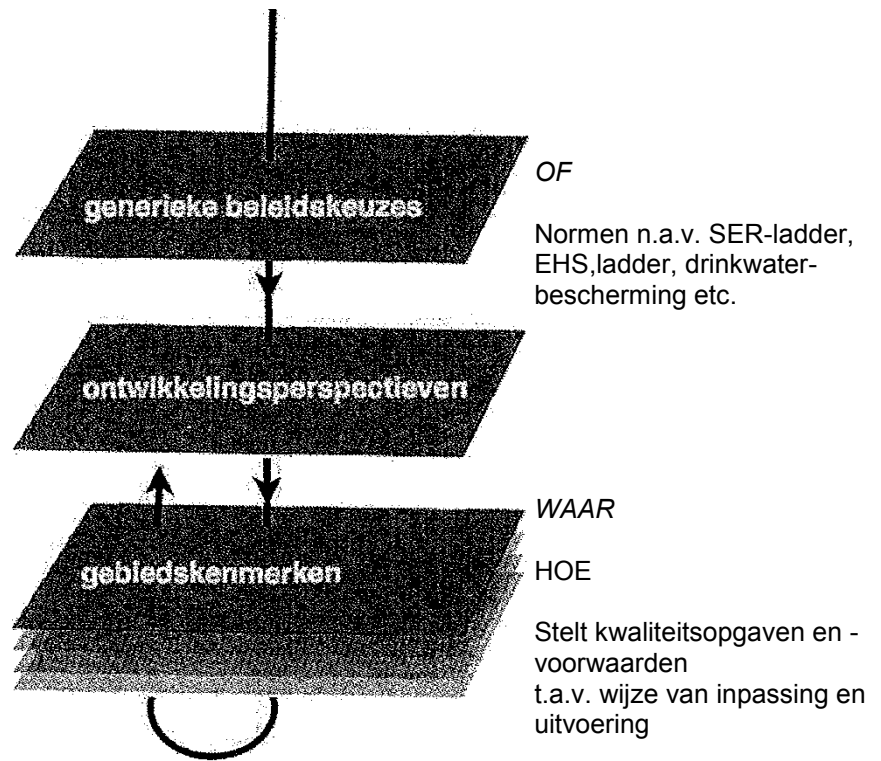 generieke beleidskeuzes
OF
Normen n.a.v. SER-ladder,
EHS,ladder, drinkwater-
bescherming etc.
ontwikkelingsperspectieven
WAAR
gebiedskenmerken
HOE
Stelt kwaliteitsopgaven en -
voorwaarden
t.a.v. wijze van inpassing en
uitvoering